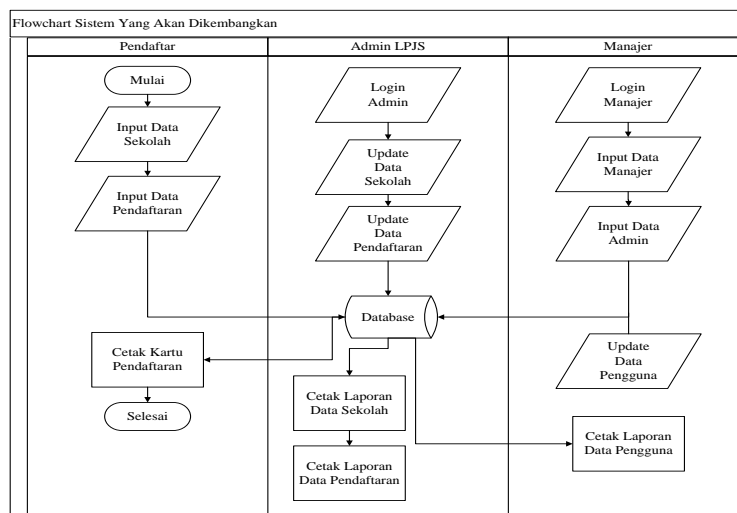 Flowchart Sistem Yang Akan Dikembangkan
Pendaftar
Admin LPJS
Manajer
Mulai
Input Data
Sekolah
Input Data
Pendaftaran
Cetak Kartu
Pendaftaran
Selesai
Login
Admin
Update
Data
Sekolah
Update
Data
Pendaftaran
Database
Cetak Laporan
Data Sekolah
Cetak Laporan
Data Pendaftaran
Login
Manajer
Input Data
Manajer
Input Data
Admin
Update
Data
Pengguna
Cetak Laporan
Data Pengguna